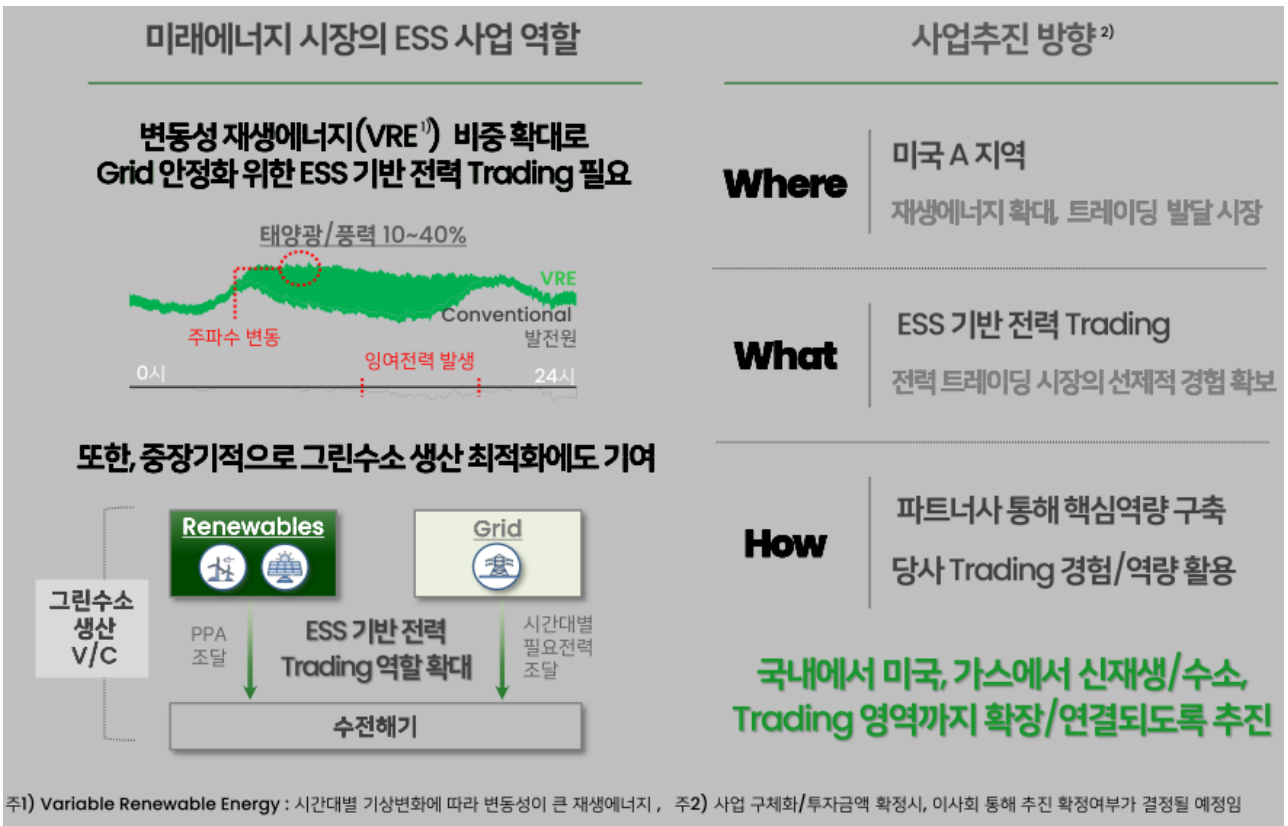 미래에너지 시장의 ESS 사업 역할
변동성 재생에너지(VRE¹⁾) 비중 확대로
Grid 안정화 위한 ESS 기반 전력 Trading 필요
태양광/풍력 10~40%
VRE
Conventional
발전원
주파수 변동
잉여전력 발생
0시
24시
또한, 중장기적으로 그린수소 생산 최적화에도 기여
Renewables
Grid
그린수소
생산
V/C
PPA
조달
ESS 기반 전력
Trading 역할 확대
시간대별
필요전력
조달
수전해기
사업추진 방향 ²⁾
Where
미국 A 지역
재생에너지 확대, 트레이딩 발달 시장
What
ESS 기반 전력 Trading
전력 트레이딩 시장의 선제적 경험 확보
How
파트너사 통해 핵심역량 구축
당사 Trading 경험/역량 활용
국내에서 미국, 가스에서 신재생/수소,
Trading 영역까지 확장/연결되도록 추진
주1) Variable Renewable Energy : 시간대별 기상변화에 따라 변동성이 큰 재생에너지 , 주2) 사업 구체화/투자금액 확정시, 이사회 통해 추진 확정여부가 결정될 예정임